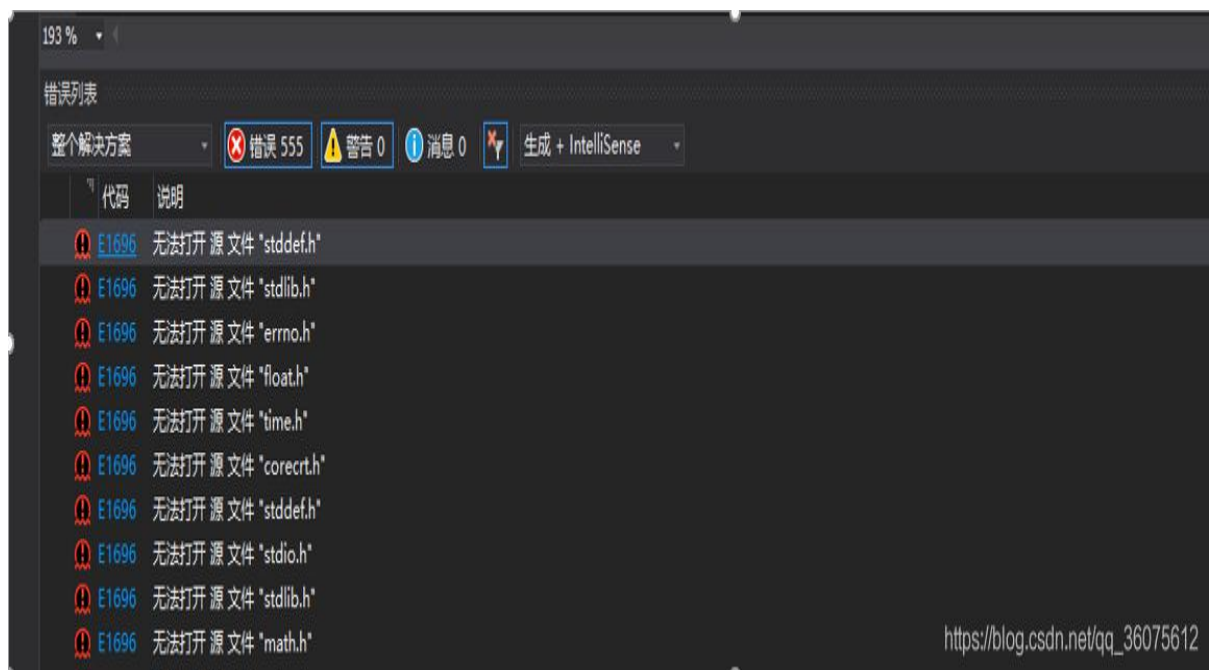 193 %
错误列表
整个解决方案 错误 555 警告 0 消息 0 生成 + IntelliSense
代码 说明
E1696 无法打开 源 文件 "stddef.h"
E1696 无法打开 源 文件 "stdlib.h"
E1696 无法打开 源 文件 "errno.h"
E1696 无法打开 源 文件 "float.h"
E1696 无法打开 源 文件 "time.h"
E1696 无法打开 源 文件 "corecrt.h"
E1696 无法打开 源 文件 "stddef.h"
E1696 无法打开 源 文件 "stdio.h"
E1696 无法打开 源 文件 "stdlib.h"
E1696 无法打开 源 文件 "math.h"
https://blog.csdn.net/qq_36075612